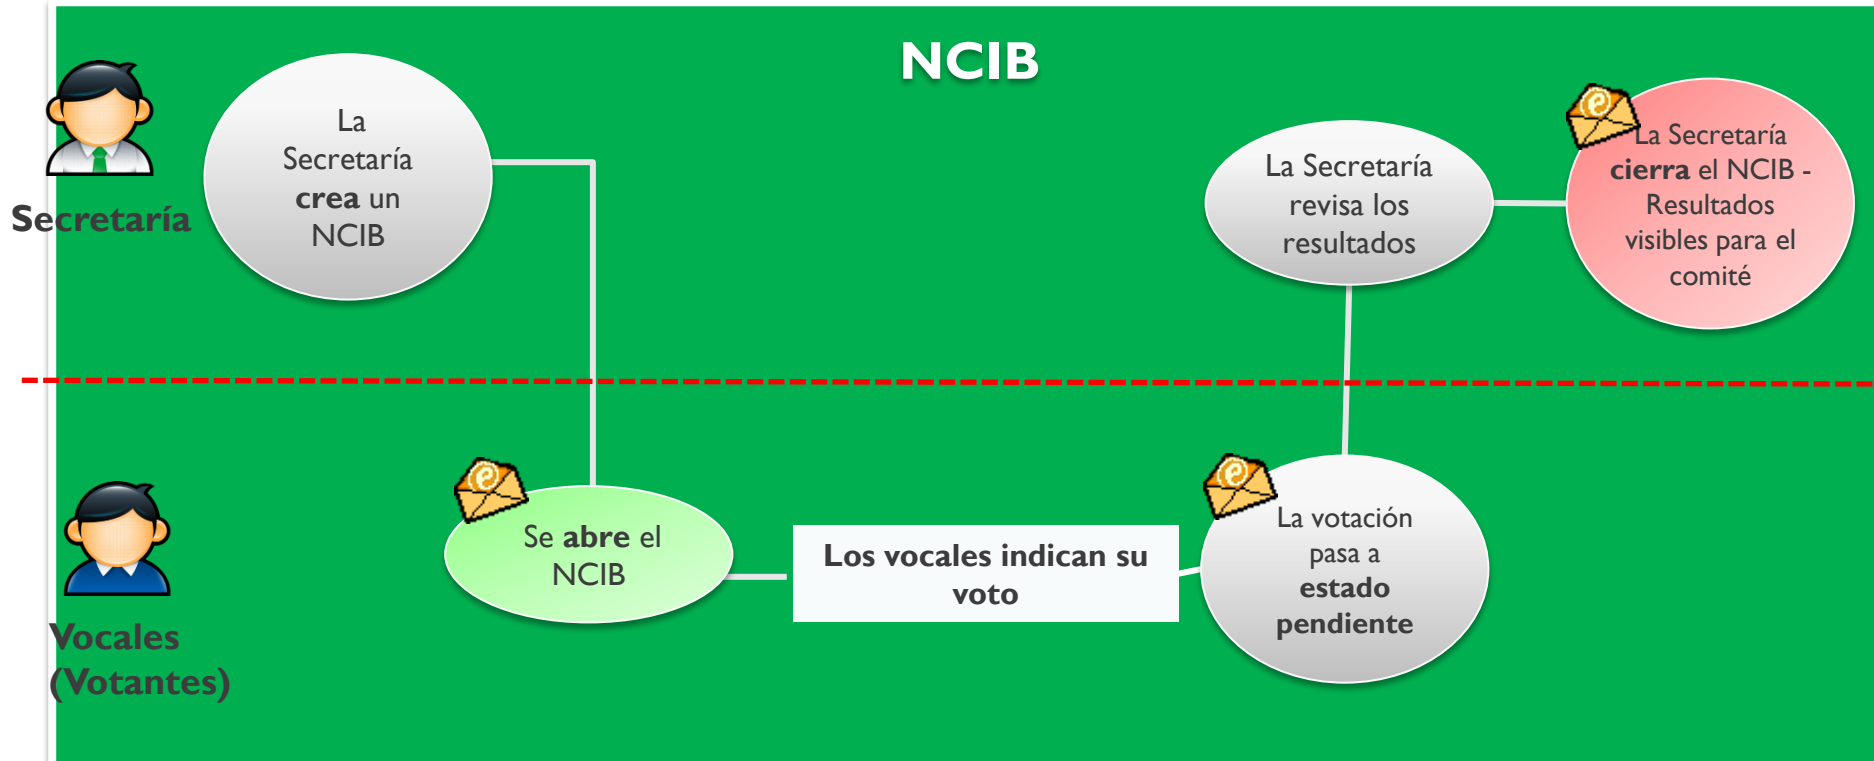 NCIB
Secretaría
La
Secretaría
crea un
NCIB
La Secretaría
revisa los
resultados
La Secretaría
cierra el NCIB -
Resultados
visibles para el
comité
Vocales
(Votantes)
Se abre el
NCIB
Los vocales indican su
voto
La votación
pasa a
estado
pendiente